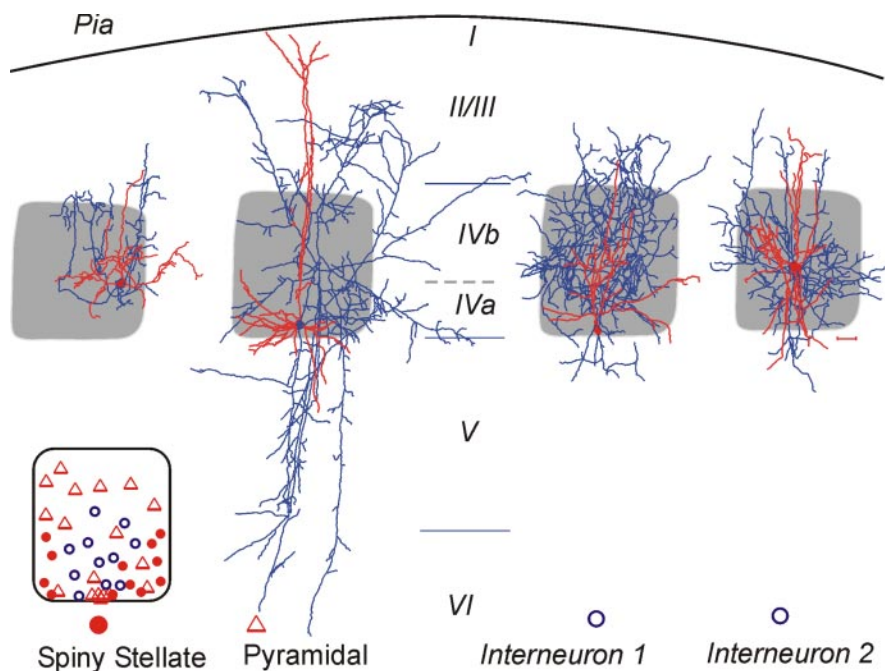 Pia
I
II/III
IVb
IVa
V
VI
Spiny Stellate
Pyramidal
Interneuron 1
Interneuron 2